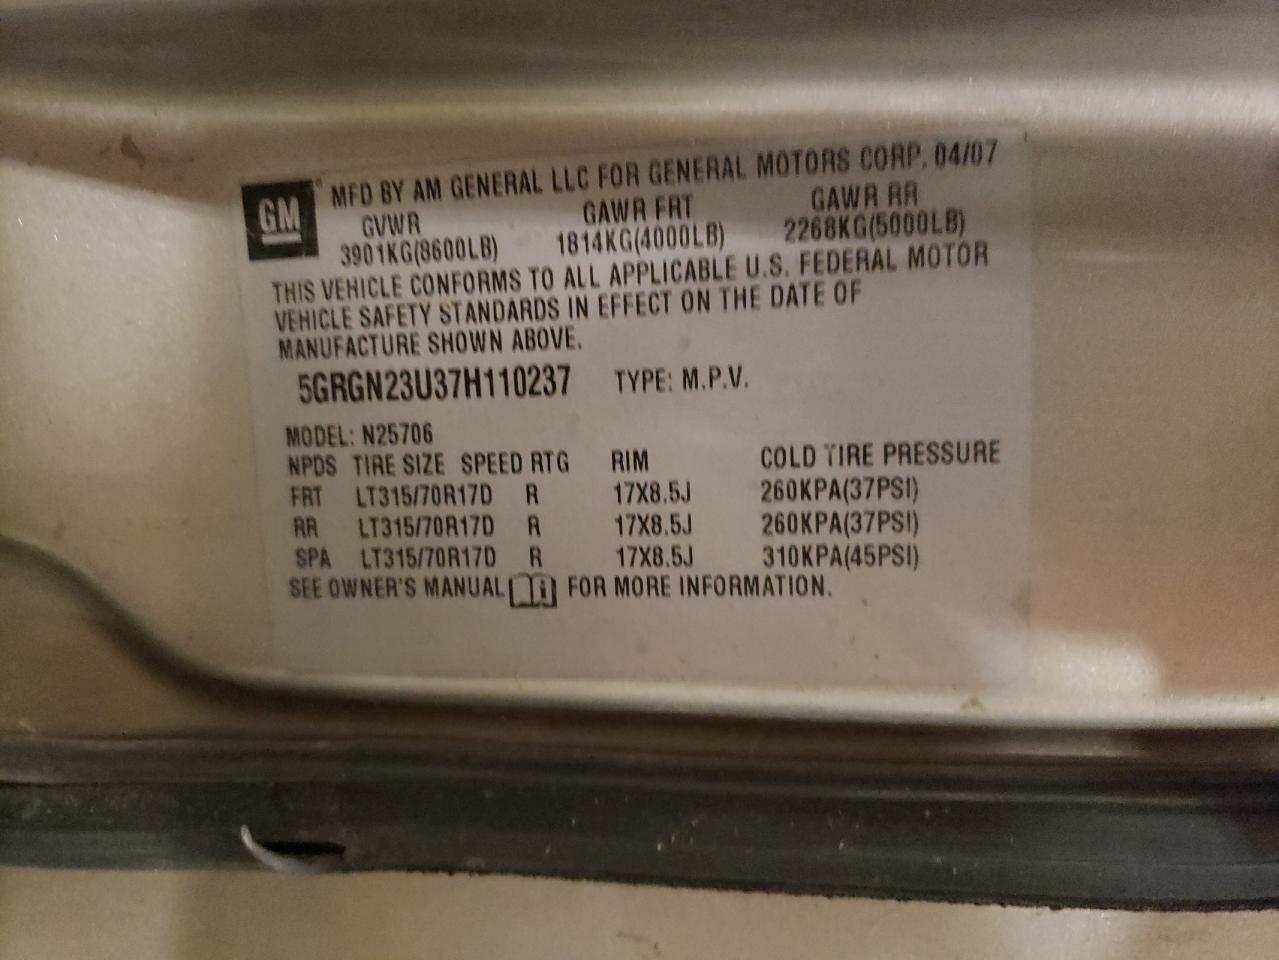 GM® MFD BY AM GENERAL LLC FOR GENERAL MOTORS CORP. 04/07
GVWR GAWR FRT GAWR RR
3901KG(8600LB) 1814KG(4000LB) 2268KG(5000LB)
THIS VEHICLE CONFORMS TO ALL APPLICABLE U.S. FEDERAL MOTOR
VEHICLE SAFETY STANDARDS IN EFFECT ON THE DATE OF
MANUFACTURE SHOWN ABOVE.
5GRGN23U37H110237 TYPE: M.P.V.
MODEL: N25706
NPDS TIRE SIZE SPEED RTG RIM COLD TIRE PRESSURE
FRT LT315/70R17D R 17X8.5J 260KPA(37PSI)
RR LT315/70R17D R 17X8.5J 260KPA(37PSI)
SPA LT315/70R17D R 17X8.5J 310KPA(45PSI)
SEE OWNER'S MANUAL FOR MORE INFORMATION.